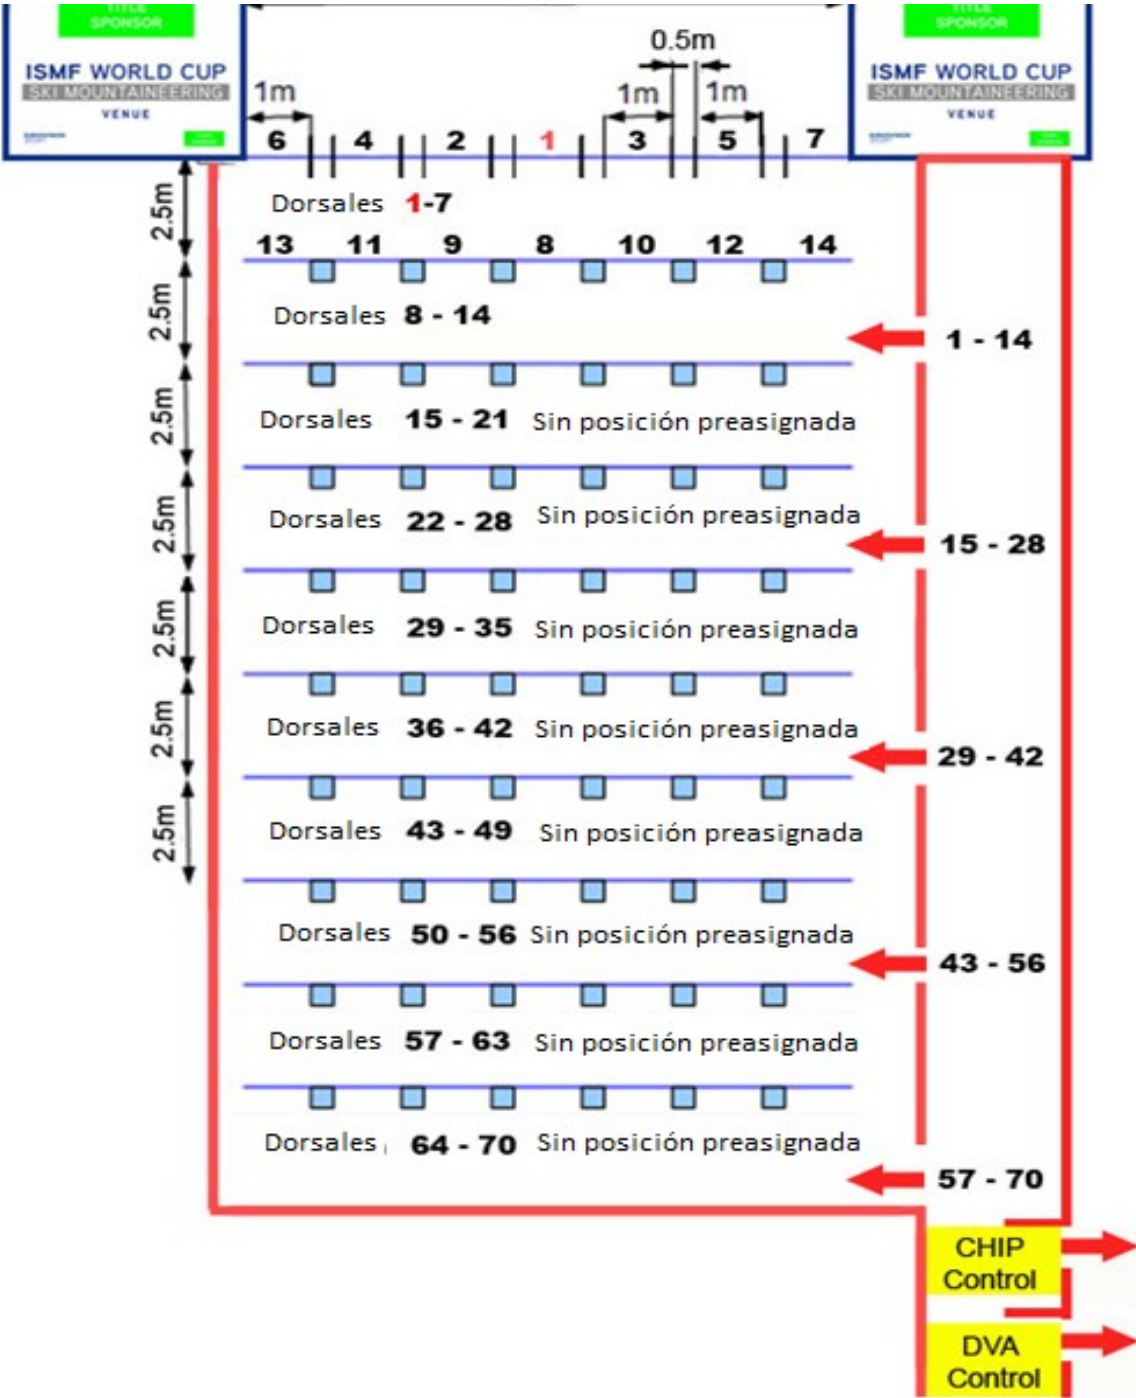 TITLE
SPONSOR
ISMF WORLD CUP
SKI MOUNTAINEERING
VENUE
TITLE
SPONSOR
ISMF WORLD CUP
SKI MOUNTAINEERING
VENUE
0.5m
1m 1m 1m
6 4 2 1 3 5 7
2.5m
Dorsales 1-7
13 11 9 8 10 12 14
2.5m
Dorsales 8 - 14
1 - 14
2.5m
Dorsales 15 - 21 Sin posición preasignada
2.5m
Dorsales 22 - 28 Sin posición preasignada
15 - 28
2.5m
Dorsales 29 - 35 Sin posición preasignada
2.5m
Dorsales 36 - 42 Sin posición preasignada
29 - 42
2.5m
Dorsales 43 - 49 Sin posición preasignada
Dorsales 50 - 56 Sin posición preasignada
43 - 56
Dorsales 57 - 63 Sin posición preasignada
Dorsales 64 - 70 Sin posición preasignada
57 - 70
CHIP
Control
DVA
Control